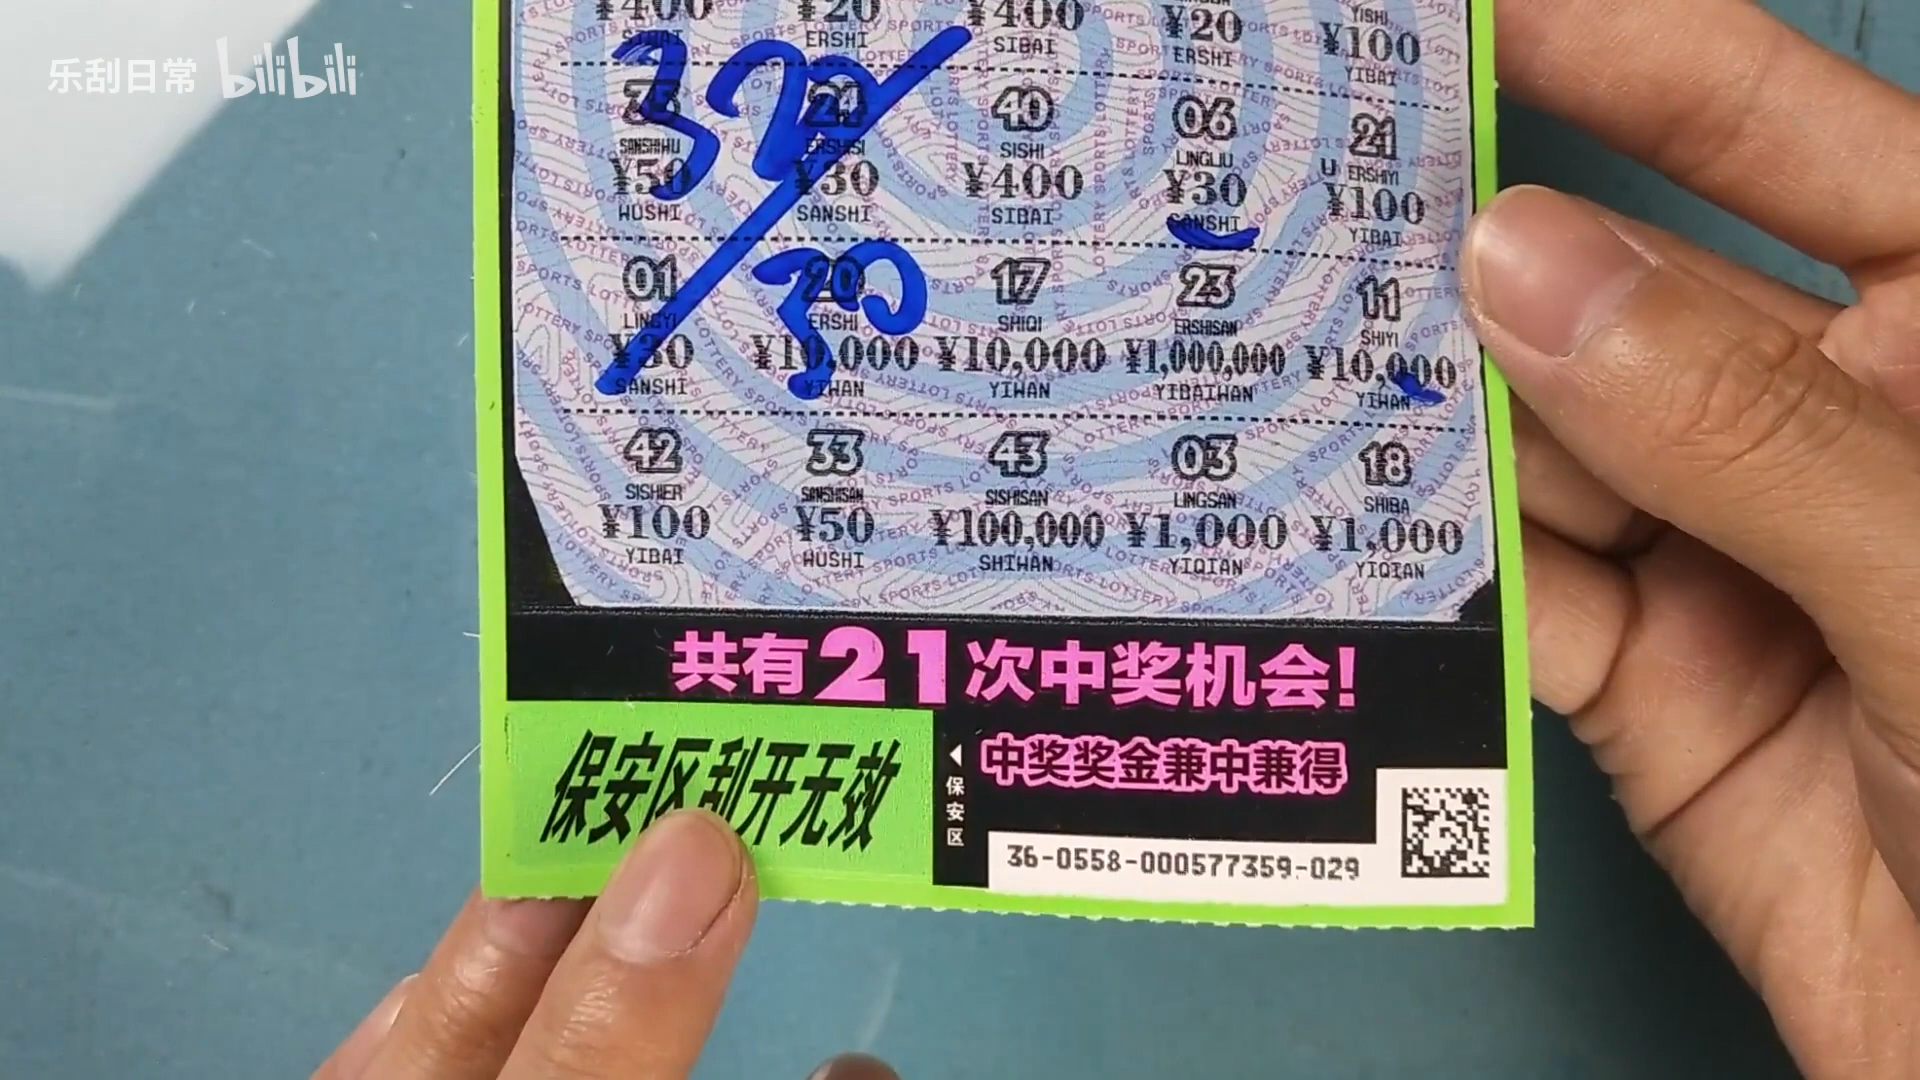 乐刮日常 bilibili
¥400 ¥20 ¥400 ¥20 YISHI
SIBAI ERSHI SIBAI ERSHI ¥100
YIBAI
35 24 40 06 21
SANSHIWU ERSHISI SISHI LINGLIU ERSHIYI
¥50 ¥30 ¥400 ¥30 ¥100
WUSHI SANSHI SIBAI SANSHI YIBAI
01 20 17 23 11
LINGYI ERSHI SHIQI ERSHISAN SHIYI
¥30 ¥10,000 ¥10,000 ¥1,000,000 ¥10,000
SANSHI YIWAN YIWAN YIBAIWAN YIWAN
30
42 33 43 03 18
SISHIER SANSHISAN SISHISAN LINGSAN SHIBA
¥100 ¥50 ¥100,000 ¥1,000 ¥1,000
YIBAI WUSHI SHIWAN YIQIAN YIQIAN
共有21次中奖机会!
保安区刮开无效
◀保安区
中奖奖金兼中兼得
36-0558-000577359-029